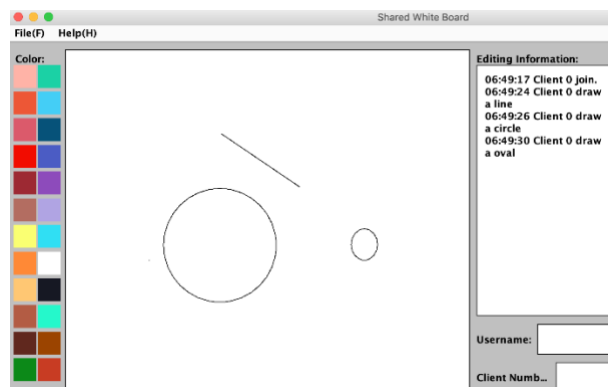 Shared White Board
File(F) Help(H)
Color:
Editing Information:
06:49:17 Client 0 join.
06:49:24 Client 0 draw
a line
06:49:26 Client 0 draw
a circle
06:49:30 Client 0 draw
a oval
Username:
Client Numb...